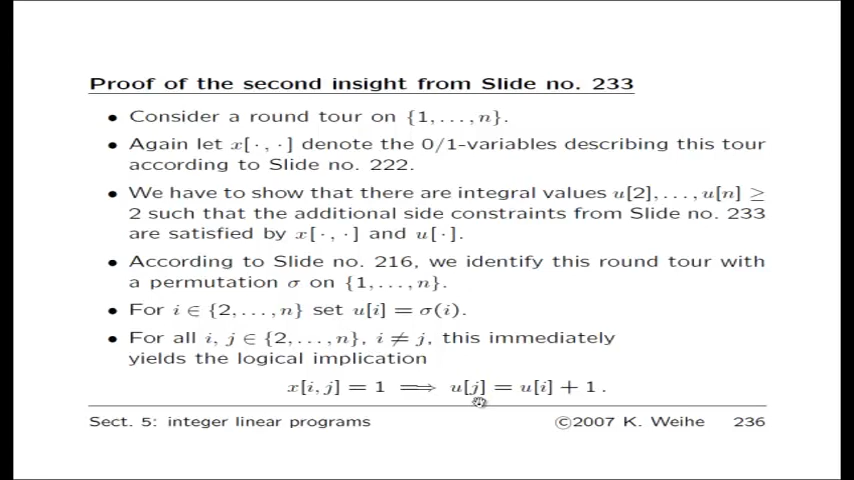 Proof of the second insight from Slide no. 233
• Consider a round tour on {1,...,n}.
• Again let x[·,·] denote the 0/1-variables describing this tour
according to Slide no. 222.
• We have to show that there are integral values u[2],...,u[n] ≥
2 such that the additional side constraints from Slide no. 233
are satisfied by x[·,·] and u[·].
• According to Slide no. 216, we identify this round tour with
a permutation σ on {1,...,n}.
• For i ∈ {2,...,n} set u[i] = σ(i).
• For all i, j ∈ {2,...,n}, i ≠ j, this immediately
yields the logical implication
x[i,j] = 1 ⟹ u[j] = u[i] + 1.
Sect. 5: integer linear programs ©2007 K. Weihe 236